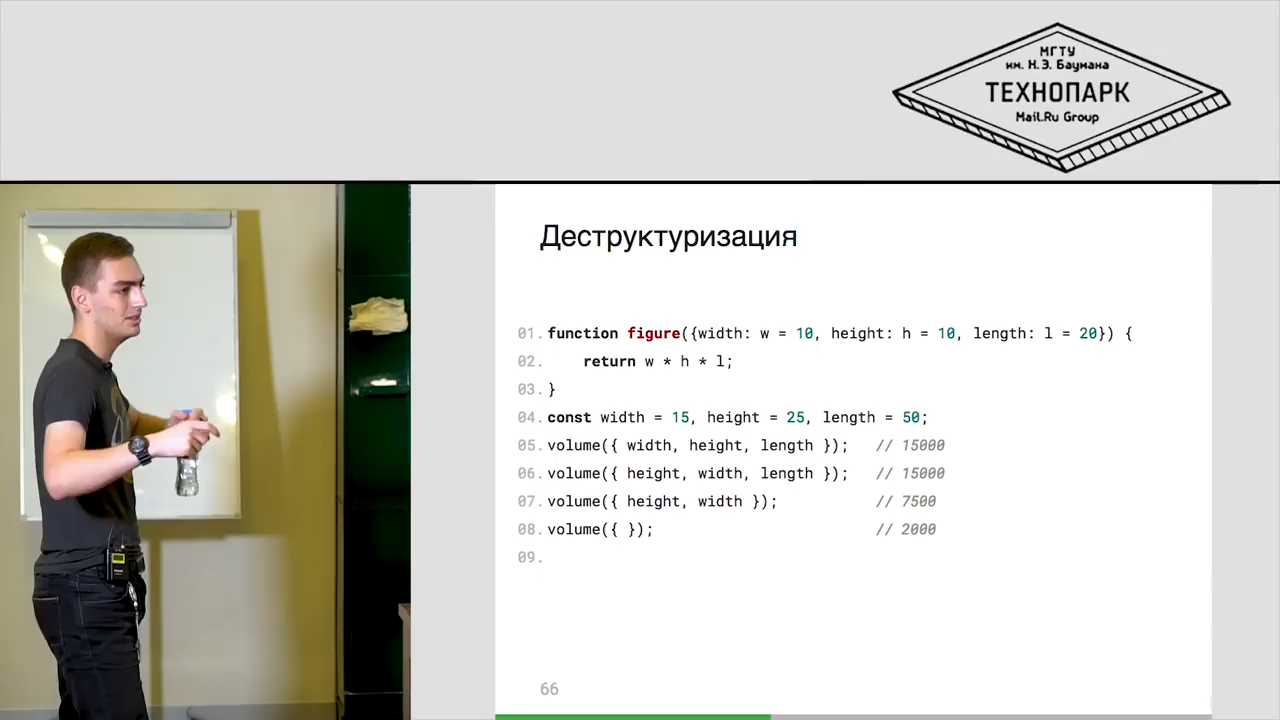 МГТУ
им. Н.Э. Баумана
ТЕХНОПАРК
Mail.Ru Group
Деструктуризация
01. function figure({width: w = 10, height: h = 10, length: l = 20}) {
02. return w * h * l;
03. }
04. const width = 15, height = 25, length = 50;
05. volume({ width, height, length }); // 15000
06. volume({ height, width, length }); // 15000
07. volume({ height, width }); // 7500
08. volume({ }); // 2000
09.
66